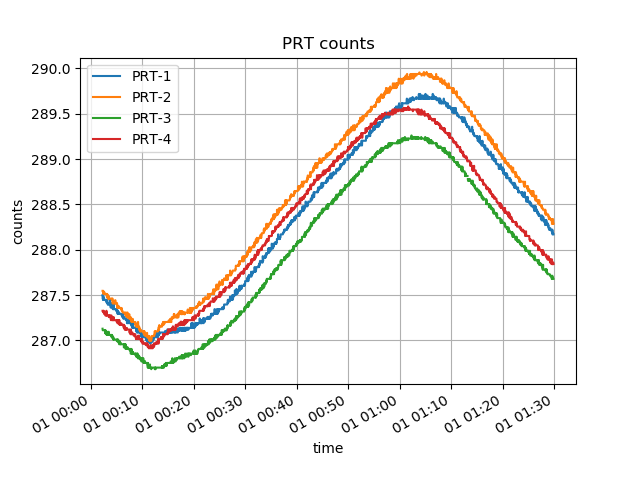 PRT counts
290.0
289.5
289.0
288.5
288.0
287.5
287.0
counts
PRT-1
PRT-2
PRT-3
PRT-4
01 00:00
01 00:10
01 00:20
01 00:30
01 00:40
01 00:50
01 01:00
01 01:10
01 01:20
01 01:30
time